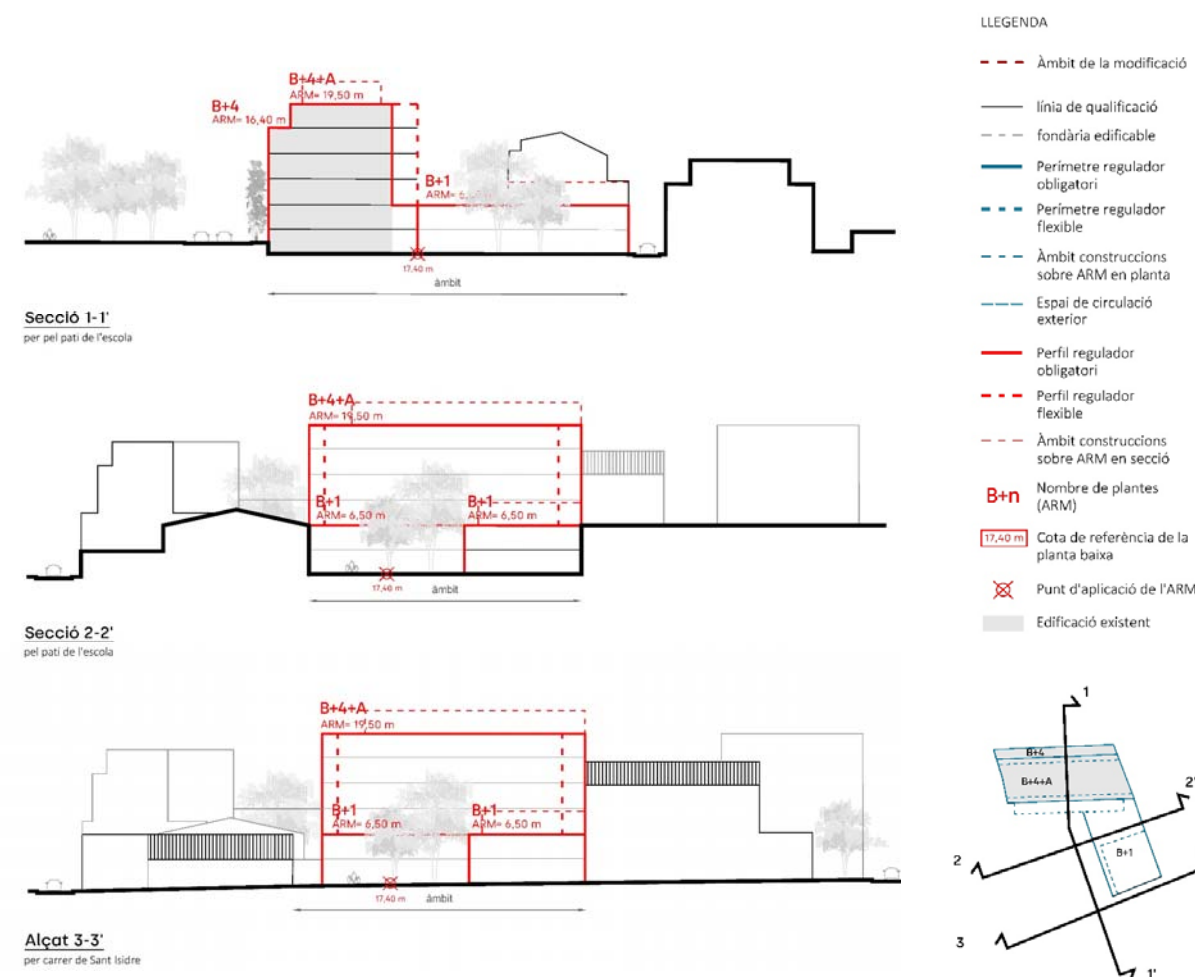 B+4+A
ARM= 19,50 m
B+4
ARM= 16,40 m
B+1
ARM= 6,
17,40 m
àmbit
Secció 1-1'
per pel pati de l'escola
B+4+A
ARM= 19,50 m
B+1
ARM= 6,50 m
B+1
ARM= 6,50 m
17,40 m
àmbit
Secció 2-2'
pel pati de l'escola
B+4+A
ARM= 19,50 m
B+1
ARM= 6,50 m
B+1
ARM= 6,50 m
17,40 m
àmbit
Alçat 3-3'
per carrer de Sant Isidre
LLEGENDA
Àmbit de la modificació
línia de qualificació
fondària edificable
Perímetre regulador
obligatori
Perímetre regulador
flexible
Àmbit construccions
sobre ARM en planta
Espai de circulació
exterior
Perfil regulador
obligatori
Perfil regulador
flexible
Àmbit construccions
sobre ARM en secció
B+n Nombre de plantes
(ARM)
17,40 m Cota de referència de la
planta baixa
Punt d'aplicació de l'ARM
Edificació existent
1
B+4
B+4+A
2'
B+1
2
3
1'